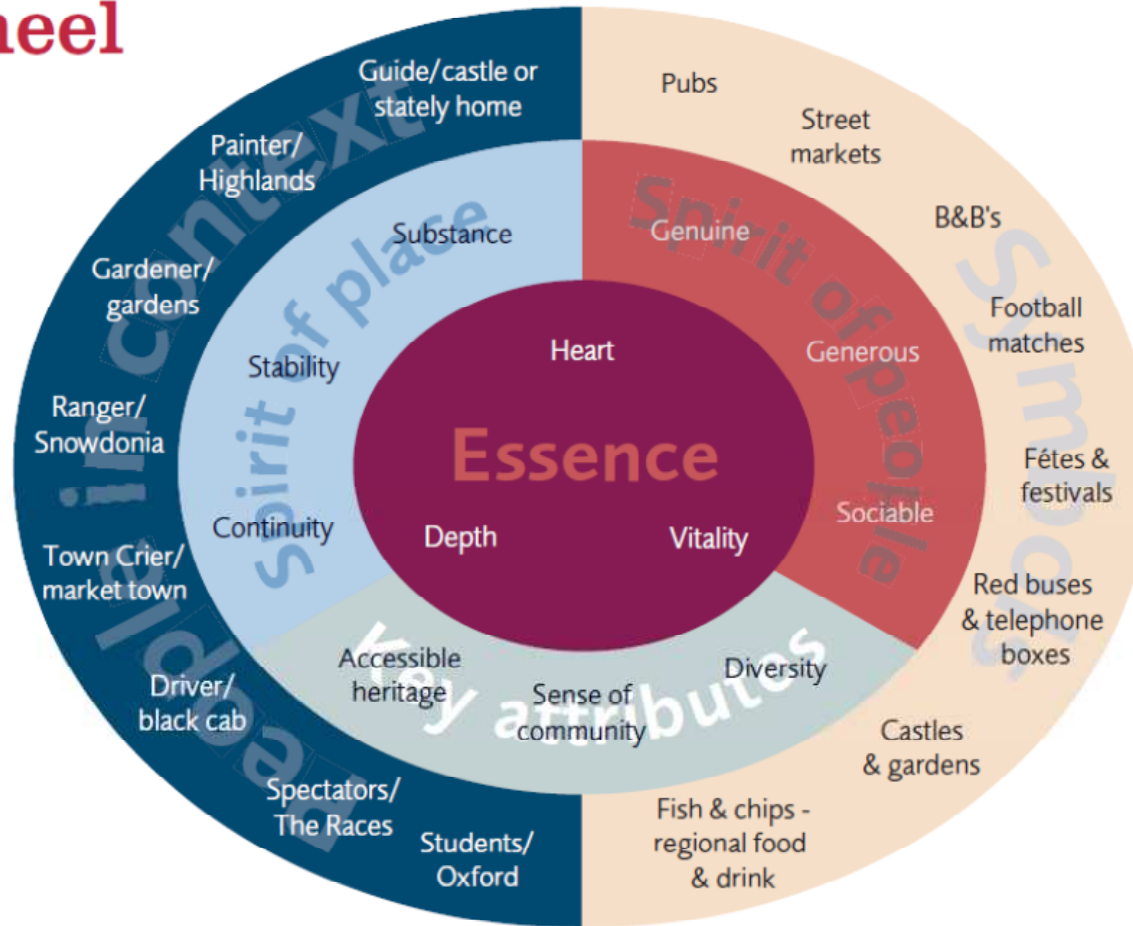 heel
Guide/castle or
stately home
Painter/
Highlands
Gardener/
gardens
Ranger/
Snowdonia
Town Crier/
market town
Driver/
black cab
Spectators/
The Races
Students/
Oxford
People in context
Pubs
Street
markets
B&B's
Football
matches
Fétes &
festivals
Red buses
& telephone
boxes
Castles
& gardens
Fish & chips -
regional food
& drink
Symbols
Spirit of place
Substance
Stability
Continuity
Spirit of people
Genuine
Generous
Sociable
Key attributes
Accessible
heritage
Sense of
community
Diversity
Essence
Heart
Depth
Vitality